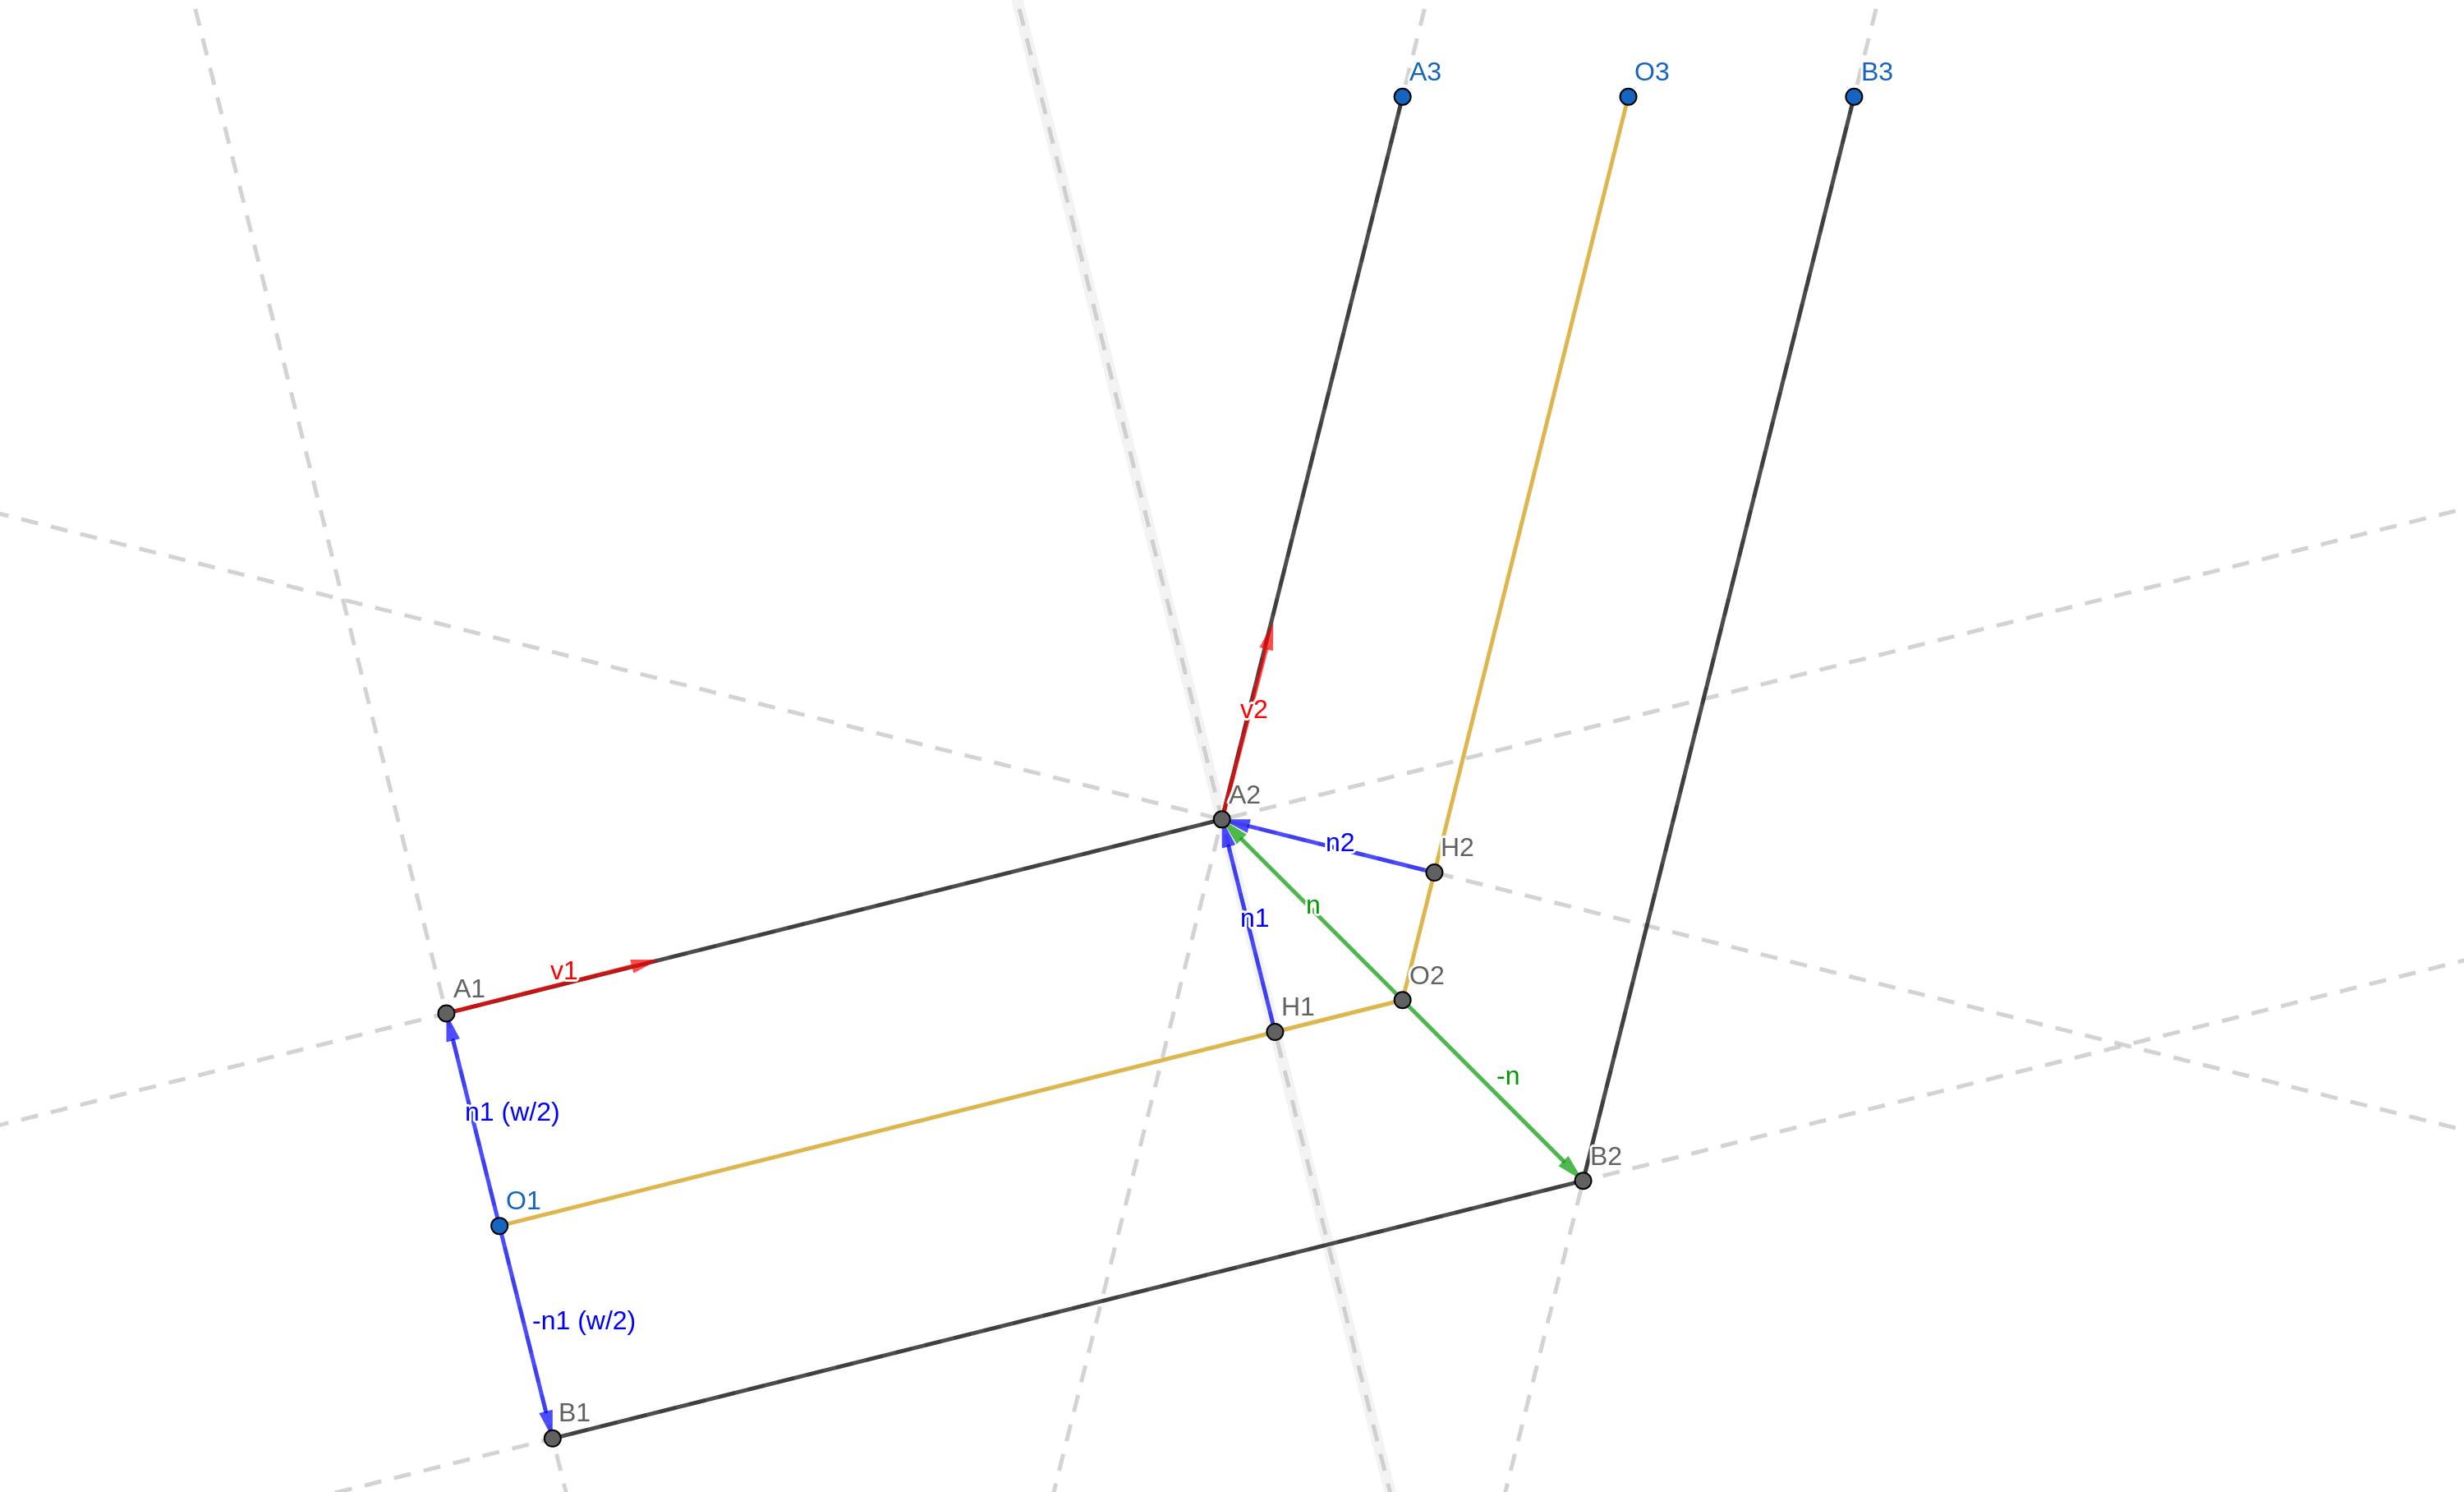 A3
O3
B3
v2
A2
n2
H2
n
n1
v1
A1
O2
H1
-n
n1 (w/2)
B2
O1
-n1 (w/2)
B1